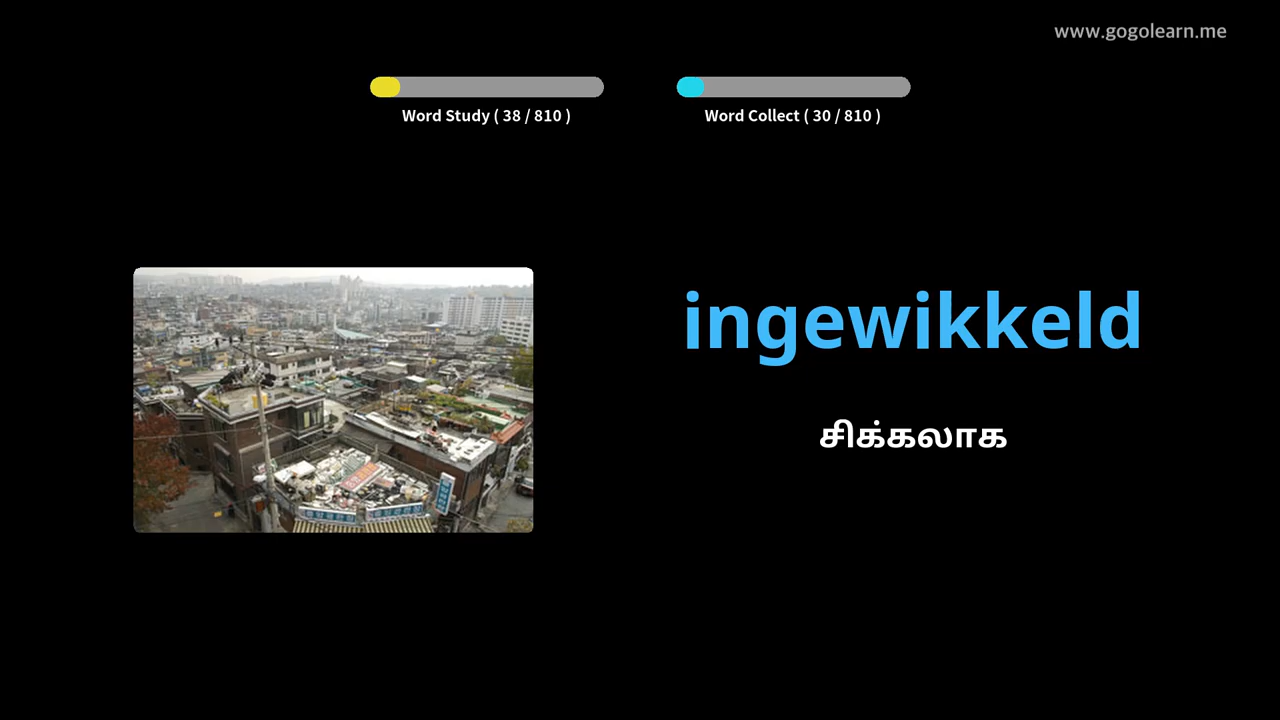 www.gogolearn.me
Word Study ( 38 / 810 )
Word Collect ( 30 / 810 )
ingewikkeld
சிக்கலாக